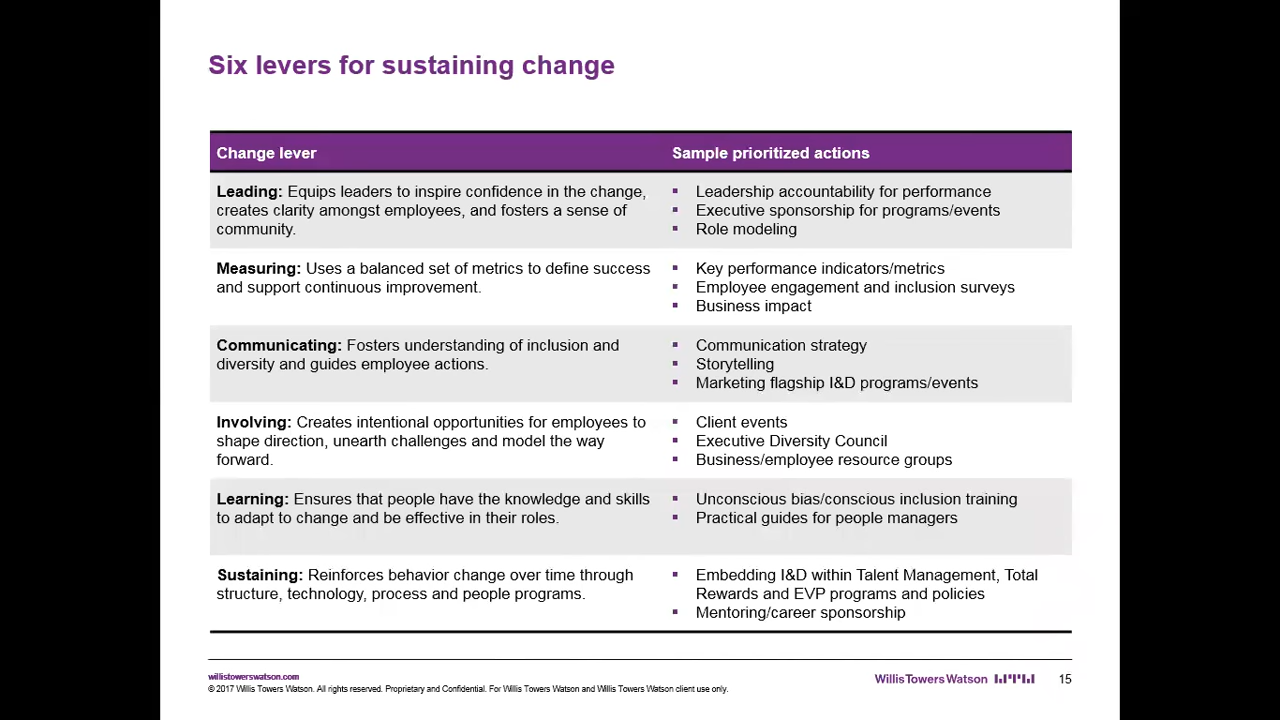 Six levers for sustaining change
Change lever
Sample prioritized actions
Leading: Equips leaders to inspire confidence in the change,
creates clarity amongst employees, and fosters a sense of
community.
▪ Leadership accountability for performance
▪ Executive sponsorship for programs/events
▪ Role modeling
Measuring: Uses a balanced set of metrics to define success
and support continuous improvement.
▪ Key performance indicators/metrics
▪ Employee engagement and inclusion surveys
▪ Business impact
Communicating: Fosters understanding of inclusion and
diversity and guides employee actions.
▪ Communication strategy
▪ Storytelling
▪ Marketing flagship I&D programs/events
Involving: Creates intentional opportunities for employees to
shape direction, unearth challenges and model the way
forward.
▪ Client events
▪ Executive Diversity Council
▪ Business/employee resource groups
Learning: Ensures that people have the knowledge and skills
to adapt to change and be effective in their roles.
▪ Unconscious bias/conscious inclusion training
▪ Practical guides for people managers
Sustaining: Reinforces behavior change over time through
structure, technology, process and people programs.
▪ Embedding I&D within Talent Management, Total
Rewards and EVP programs and policies
▪ Mentoring/career sponsorship
willistowerswatson.com
© 2017 Willis Towers Watson. All rights reserved. Proprietary and Confidential. For Willis Towers Watson and Willis Towers Watson client use only.
Willis Towers Watson
15